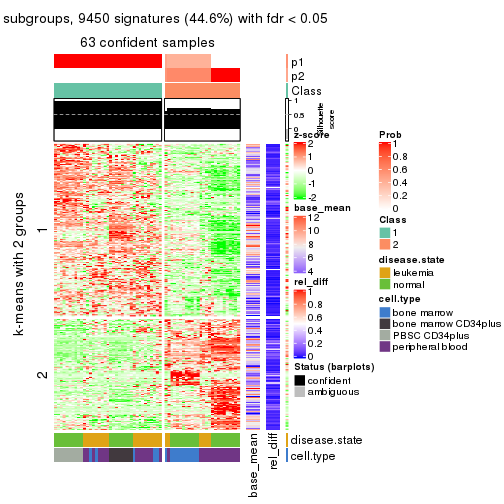 subgroups, 9450 signatures (44.6%) with fdr < 0.05
63 confident samples
p1
p2
Class
1
0.5
0
Silhouette
score
k-means with 2 groups
1
2
z-score
2
1
0
-1
-2
base_mean
12
10
8
6
4
rel_diff
1
0.8
0.6
0.4
0.2
0
Status (barplots)
confident
ambiguous
Prob
1
0.8
0.6
0.4
0.2
0
Class
1
2
disease.state
leukemia
normal
cell.type
bone marrow
bone marrow CD34plus
PBSC CD34plus
peripheral blood
disease.state
cell.type
base_mean
rel_diff